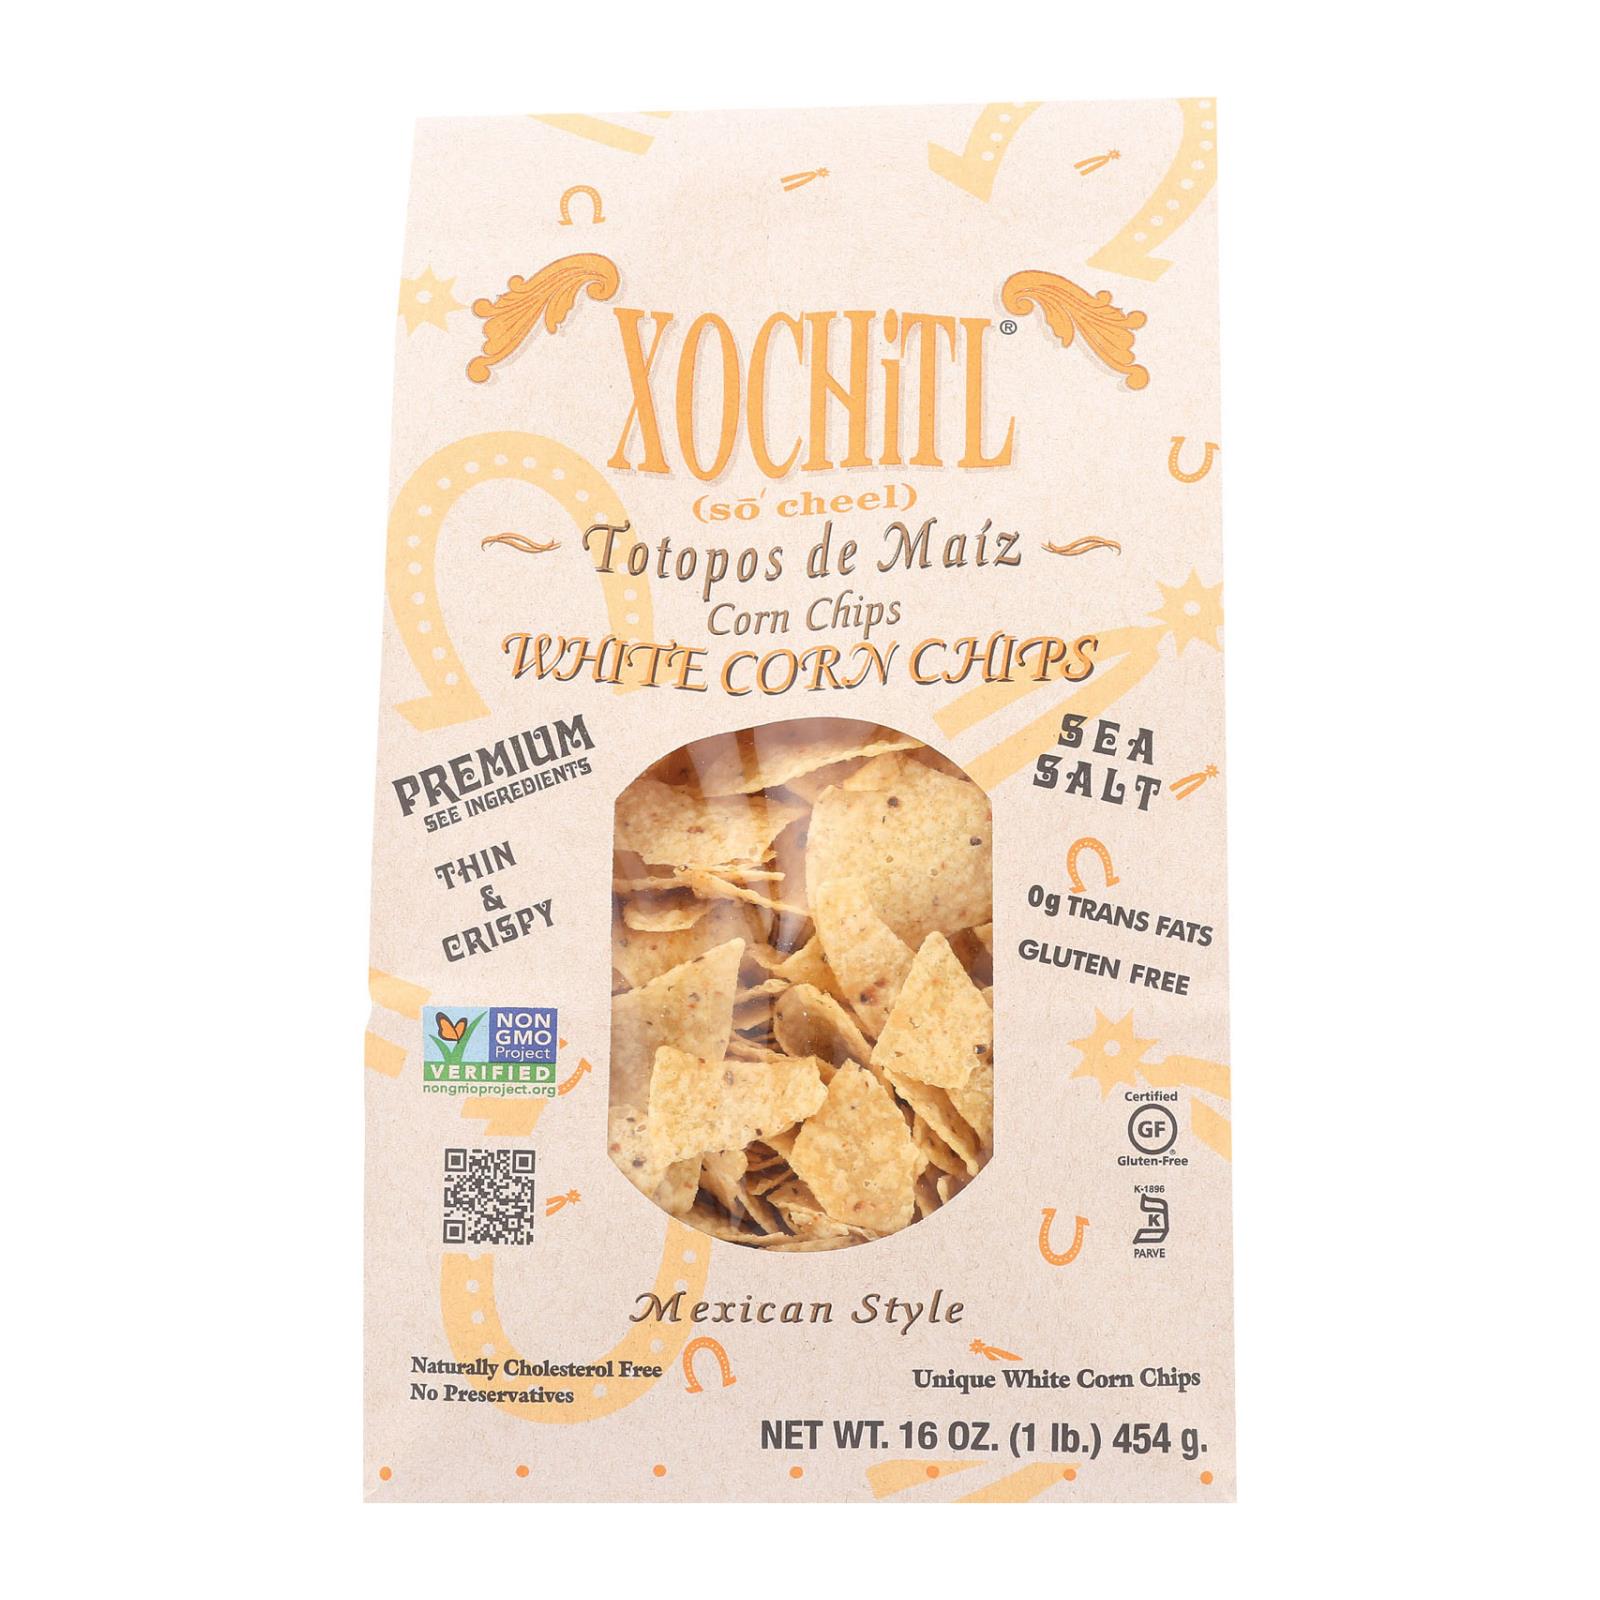 XOCHiTL®
(sō' cheel)
Totopos de Maíz
Corn Chips
WHITE CORN CHIPS
PREMIUM
SEE INGREDIENTS
THIN
&
CRISPY
SEA
SALT
0g TRANS FATS
GLUTEN FREE
NON
GMO
Project
VERIFIED
nongmoproject.org
Certified
GF®
Gluten-Free
K-1896
K
PARVE
Mexican Style
Naturally Cholesterol Free
No Preservatives
Unique White Corn Chips
NET WT. 16 OZ. (1 lb.) 454 g.